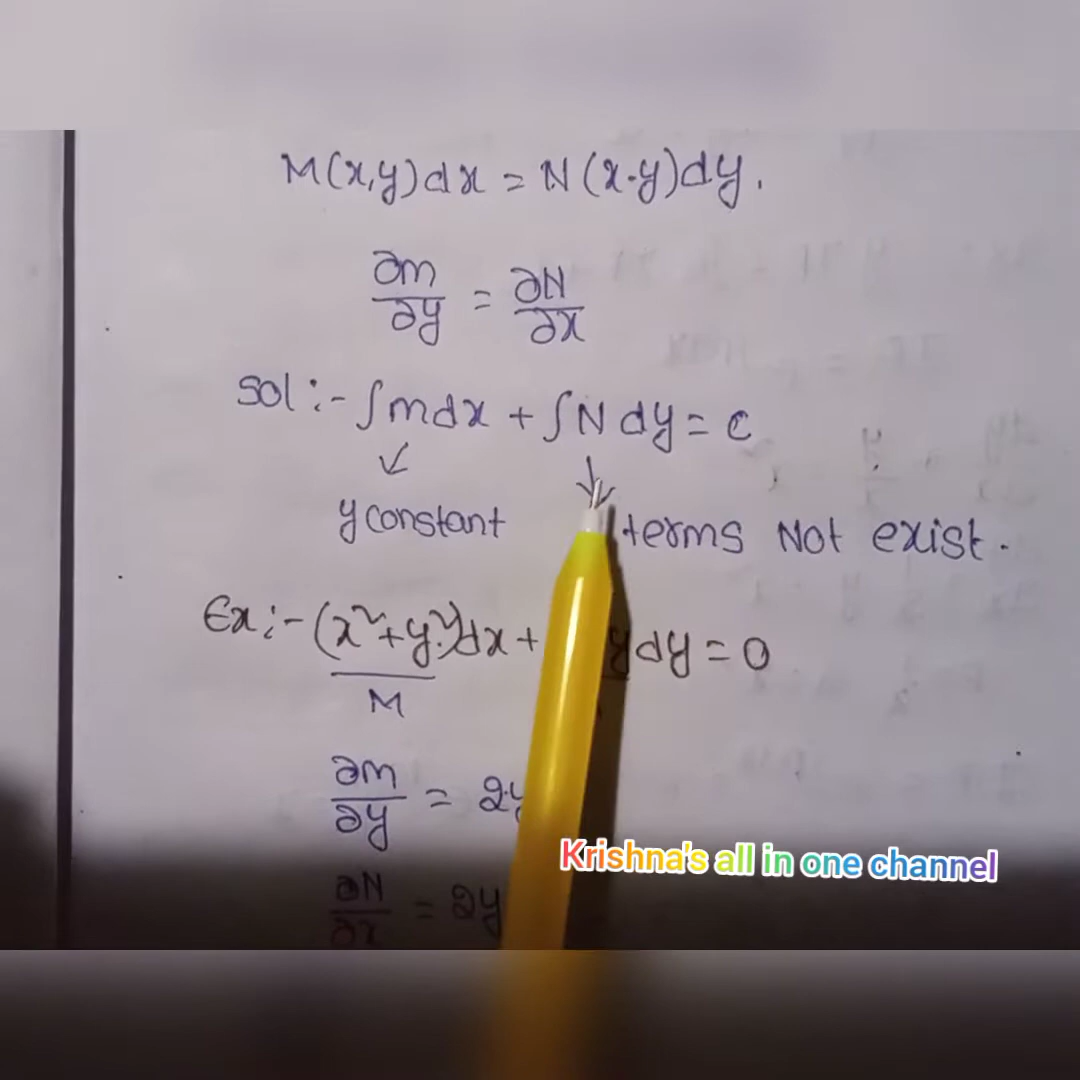 M(x,y)dx = N(x.y)dy.
∂m/∂y = ∂N/∂x
Sol :- ∫mdx + ∫N dy = c
↙ ↓
y constant terms Not exist.
Ex :- (x²+y²)dx + ydy = 0
M
∂m/∂y = 2y
Krishna's all in one channel
∂N/∂x = 2y